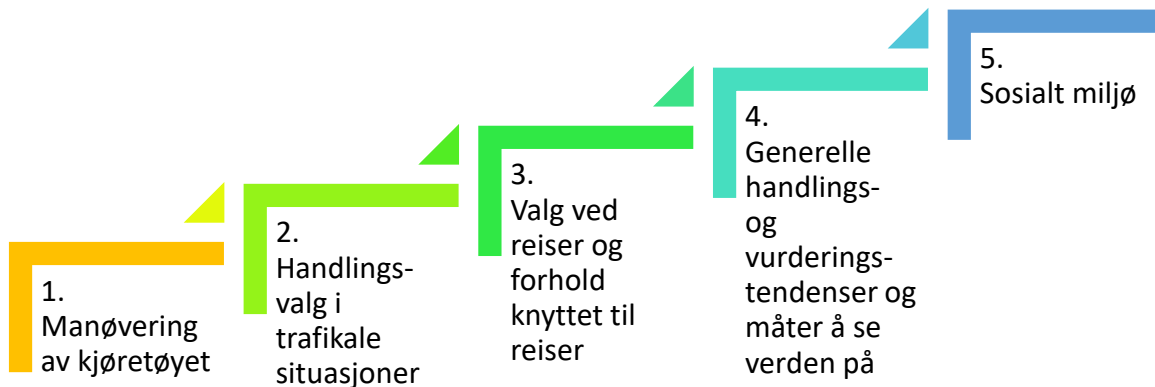 1.
Manøvering
av kjøretøyet
2.
Handlings-
valg i
trafikale
situasjoner
3.
Valg ved
reiser og
forhold
knyttet til
reiser
4.
Generelle
handlings-
og
vurderings-
tendenser og
måter å se
verden på
5.
Sosialt miljø